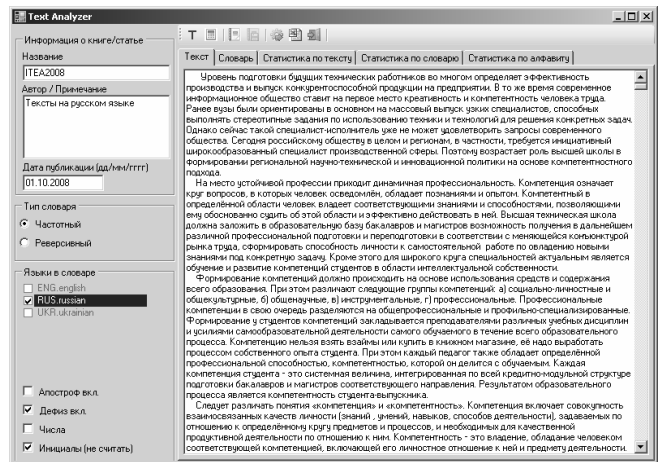 Text Analyzer
Информация о книге/статье
Название
ITEA2008
Автор / Примечание
Тексты на русском языке
Дата публикации (дд/мм/гггг)
01.10.2008
Тип словаря
Частотный
Реверсивный
Языки в словаре
ENG.english
RUS.russian
UKR.ukrainian
Апостроф вкл.
Дефиз вкл.
Числа
Инициалы (не считать)
Текст Словарь Статистика по тексту Статистика по словарю Статистика по алфавиту
Уровень подготовки будущих технических работников во многом определяет эффективность
производства и выпуск конкурентоспособной продукции на предприятии. В то же время современное
информационное общество ставит на первое место креативность и компетентность человека труда.
Ранее вузы были ориентированы в основном на массовый выпуск узких специалистов, способных
выполнять стереотипные задания по использованию техники и технологий для решения конкретных задач.
Однако сейчас такой специалист-исполнитель уже не может удовлетворить запросы современного
общества. Сегодня российскому обществу в целом и регионам, в частности, требуется инициативный
широкообразованный специалист производственной сферы. Поэтому возрастает роль высшей школы в
формировании региональной научно-технической и инновационной политики на основе компетентностного
подхода.
На место устойчивой профессии приходит динамичная профессиональность. Компетенция означает
круг вопросов, в которых человек осведомлён, обладает познаниями и опытом. Компетентный в
определённой области человек владеет соответствующими знаниями и способностями, позволяющими
ему обоснованно судить об этой области и эффективно действовать в ней. Высшая техническая школа
должна заложить в образовательную базу бакалавров и магистров возможность получения в дальнейшем
различной профессиональной подготовки и переподготовки в соответствии с меняющейся конъюнктурой
рынка труда, сформировать способность личности к самостоятельной работе по овладению новыми
знаниями под конкретную задачу. Кроме этого для широкого круга специальностей актуальным является
обучение и развитие компетенций студентов в области интеллектуальной собственности.
Формирование компетенций должно происходить на основе использования средств и содержания
всего образования. При этом различают следующие группы компетенций: а) социально-личностные и
общекультурные, б) общенаучные, в) инструментальные, г) профессиональные. Профессиональные
компетенции в свою очередь разделяются на общепрофессиональные и профильно-специализированные.
Формирование у студентов компетенций закладывается преподавателями различных учебных дисциплин
и усилиями самообразовательной деятельности самого обучаемого в течение всего образовательного
процесса. Компетенцию нельзя взять взаймы или купить в книжном магазине, её надо выработать
процессом собственного опыта студента. При этом каждый педагог также обладает определённой
профессиональной способностью, компетентностью, которой он делится с обучаемым. Каждая
компетенция студента - это системная величина, интегрированная по всей кредитно-модульной структуре
подготовки бакалавров и магистров соответствующего направления. Результатом образовательного
процесса является компетентность студента-выпускника.
Следует различать понятия «компетенция» и «компетентность». Компетенция включает совокупность
взаимосвязанных качеств личности (знаний , умений, навыков, способов деятельности), задаваемых по
отношению к определённому кругу предметов и процессов, и необходимых для качественной
продуктивной деятельности по отношению к ним. Компетентность - это владение, обладание человеком
соответствующей компетенцией, включающей его личностное отношение к ней и предмету деятельности.